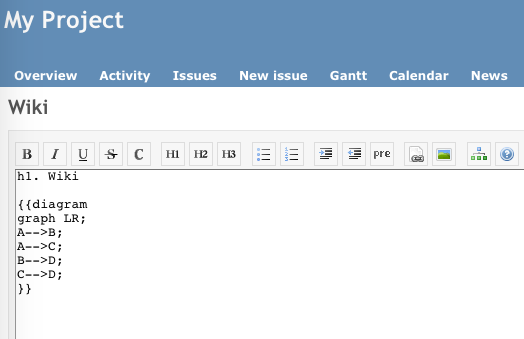 My Project
Overview Activity Issues New issue Gantt Calendar News
Wiki
B I U S C H1 H2 H3 pre
h1. Wiki
{{diagram
graph LR;
A-->B;
A-->C;
B-->D;
C-->D;
}}